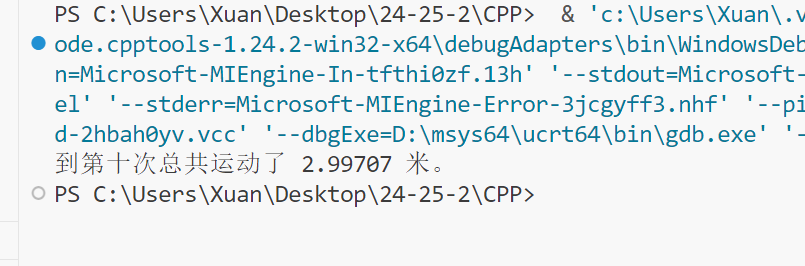 PS C:\Users\Xuan\Desktop\24-25-2\CPP>  & 'c:\Users\Xuan\.v
ode.cpptools-1.24.2-win32-x64\debugAdapters\bin\WindowsDeb
n=Microsoft-MIEngine-In-tfthi0zf.13h' '--stdout=Microsoft-
el' '--stderr=Microsoft-MIEngine-Error-3jcgyff3.nhf' '--pi
d-2hbah0yv.vcc' '--dbgExe=D:\msys64\ucrt64\bin\gdb.exe' '-
到第十次总共运动了 2.99707 米。
PS C:\Users\Xuan\Desktop\24-25-2\CPP>